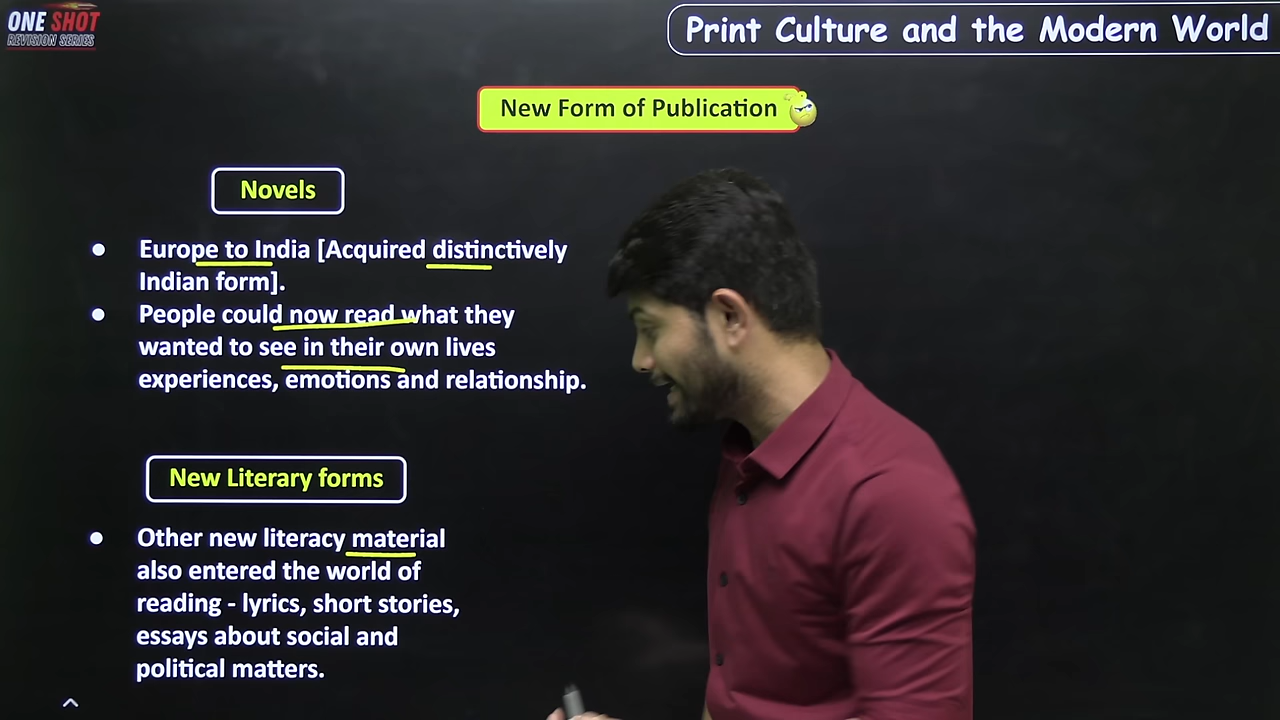 ONE SHOT
REVISION SERIES
Print Culture and the Modern World
New Form of Publication
Novels
● Europe to India [Acquired distinctively
Indian form].
● People could now read what they
wanted to see in their own lives
experiences, emotions and relationship.
New Literary forms
● Other new literacy material
also entered the world of
reading - lyrics, short stories,
essays about social and
political matters.